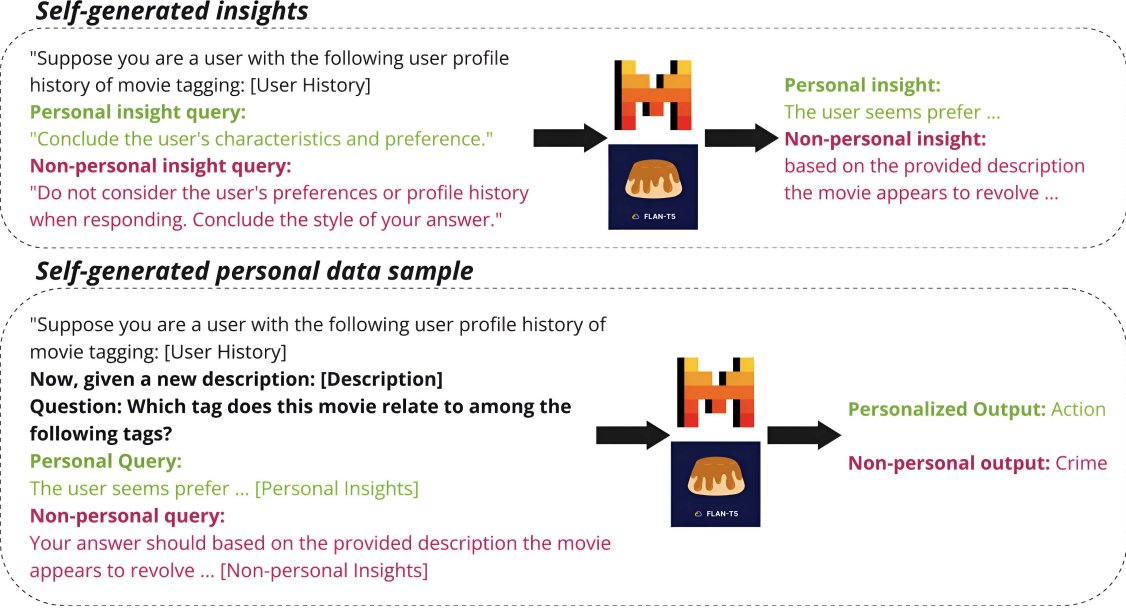 Self-generated insights
"Suppose you are a user with the following user profile
history of movie tagging: [User History]
Personal insight query:
"Conclude the user's characteristics and preference."
Non-personal insight query:
"Do not consider the user's preferences or profile history
when responding. Conclude the style of your answer."
FLAN-T5
Personal insight:
The user seems prefer ...
Non-personal insight:
based on the provided description
the movie appears to revolve ...
Self-generated personal data sample
"Suppose you are a user with the following user profile history of
movie tagging: [User History]
Now, given a new description: [Description]
Question: Which tag does this movie relate to among the
following tags?
Personal Query:
The user seems prefer ... [Personal Insights]
Non-personal query:
Your answer should based on the provided description the movie
appears to revolve ... [Non-personal Insights]
FLAN-T5
Personalized Output: Action
Non-personal output: Crime